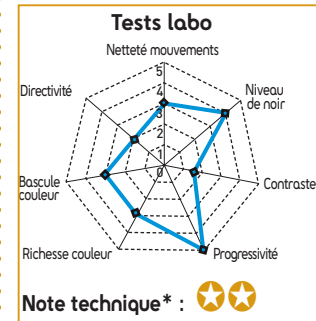 Tests labo
Netteté mouvements
5
4
3
2
1
0
Directivité
Niveau
de noir
Bascule
couleur
Contraste
Richesse couleur
Progressivité
Note technique* :